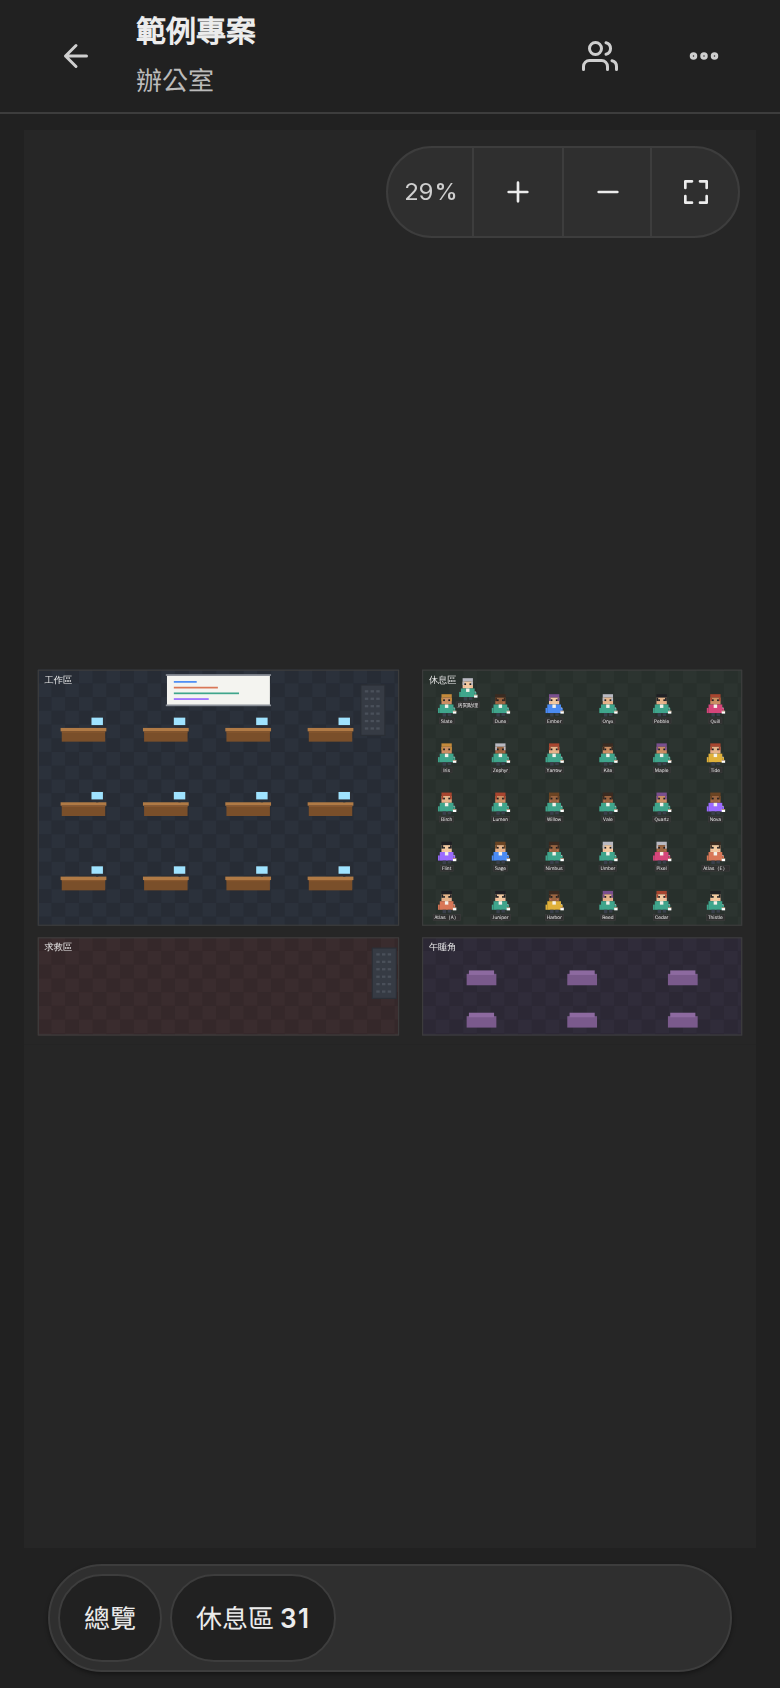 範例專案
辦公室
29%
工作區
休息區
Slate Dune Ember Onyx Pebble Quill
Iris Zephyr Yarrow Kite Maple Tide
Birch Lumen Willow Vale Quartz Nova
Flint Sage Nimbus Umber Pixel Atlas (E)
Atlas (A) Juniper Harbor Reed Cedar Thistle
求救區
午睡角
總覽
休息區 31